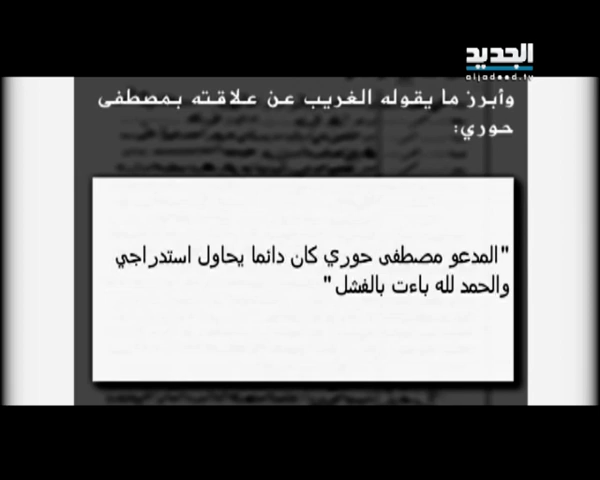 الجديد
aljadeed.tv
وأبرز ما يقوله الغريب عن علاقته بمصطفى
حوري:
"المدعو مصطفى حوري كان دائما يحاول استدراجي
والحمد لله باءت بالفشل"